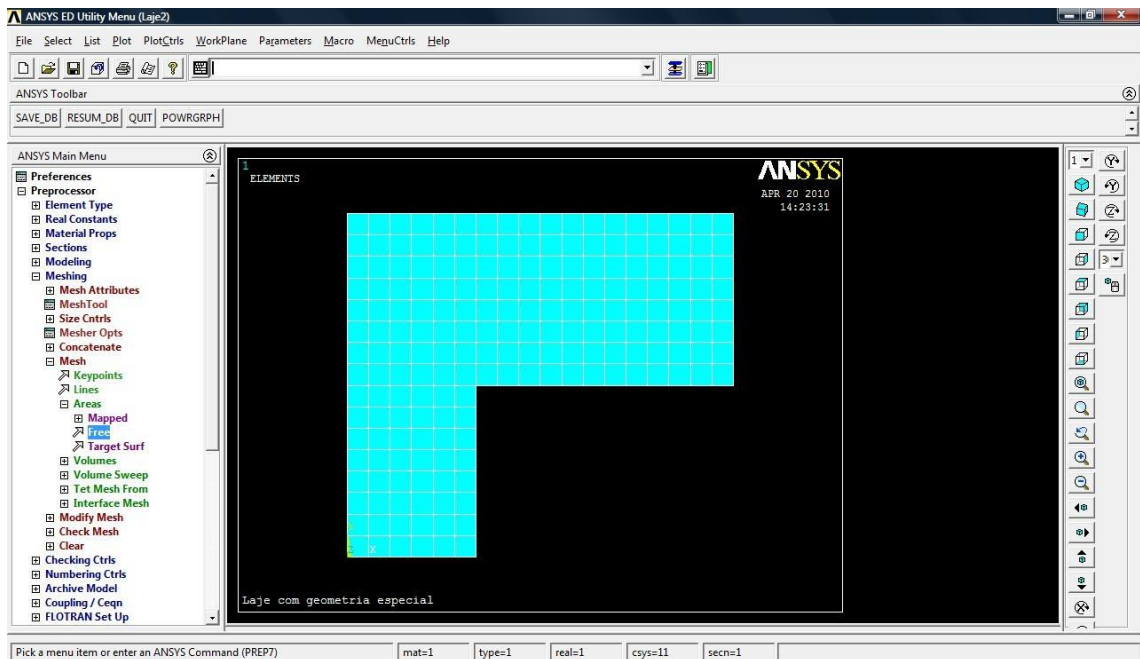 ANSYS ED Utility Menu (Laje2)
File Select List Plot PlotCtrls WorkPlane Parameters Macro MenuCtrls Help
ANSYS Toolbar
SAVE_DB RESUM_DB QUIT POWRGRPH
ANSYS Main Menu
Preferences
Preprocessor
Element Type
Real Constants
Material Props
Sections
Modeling
Meshing
Mesh Attributes
MeshTool
Size Cntrls
Mesher Opts
Concatenate
Mesh
Keypoints
Lines
Areas
Mapped
Free
Target Surf
Volumes
Volume Sweep
Tet Mesh From
Interface Mesh
Modify Mesh
Check Mesh
Clear
Checking Ctrls
Numbering Ctrls
Archive Model
Coupling / Ceqn
FLOTRAN Set Up
1
ELEMENTS
ANSYS
APR 20 2010
14:23:31
Z X
Laje com geometria especial
1
Pick a menu item or enter an ANSYS Command (PREP7) mat=1 type=1 real=1 csys=11 secn=1